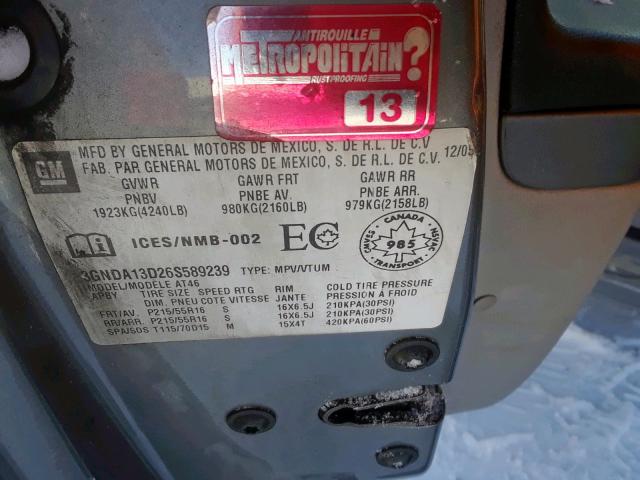 ANTIROUILLE
METROPOLITAIN?
RUSTPROOFING
13
GM
MFD BY GENERAL MOTORS DE MEXICO, S. DE R.L. DE C.V
FAB. PAR GENERAL MOTORS DE MEXICO, S. DE R.L. DE C.V. 12/05
GVWR GAWR FRT GAWR RR
PNBV PNBE AV. PNBE ARR.
1923KG(4240LB) 980KG(2160LB) 979KG(2158LB)
ICES/NMB-002 EC CANADA 985 NSVAC TRANSPORT
3GNDA13D26S589239 TYPE: MPV/VTUM
MODEL/MODELE AT46
APBY TIRE SIZE SPEED RTG RIM COLD TIRE PRESSURE
DIM. PNEU COTE VITESSE JANTE PRESSION A FROID
FRT/AV. P215/55R16 S 16X6.5J 210KPA(30PSI)
RR/ARR. P215/55R16 S 16X6.5J 210KPA(30PSI)
SPA/SDS T115/70D15 M 15X4T 420KPA(60PSI)